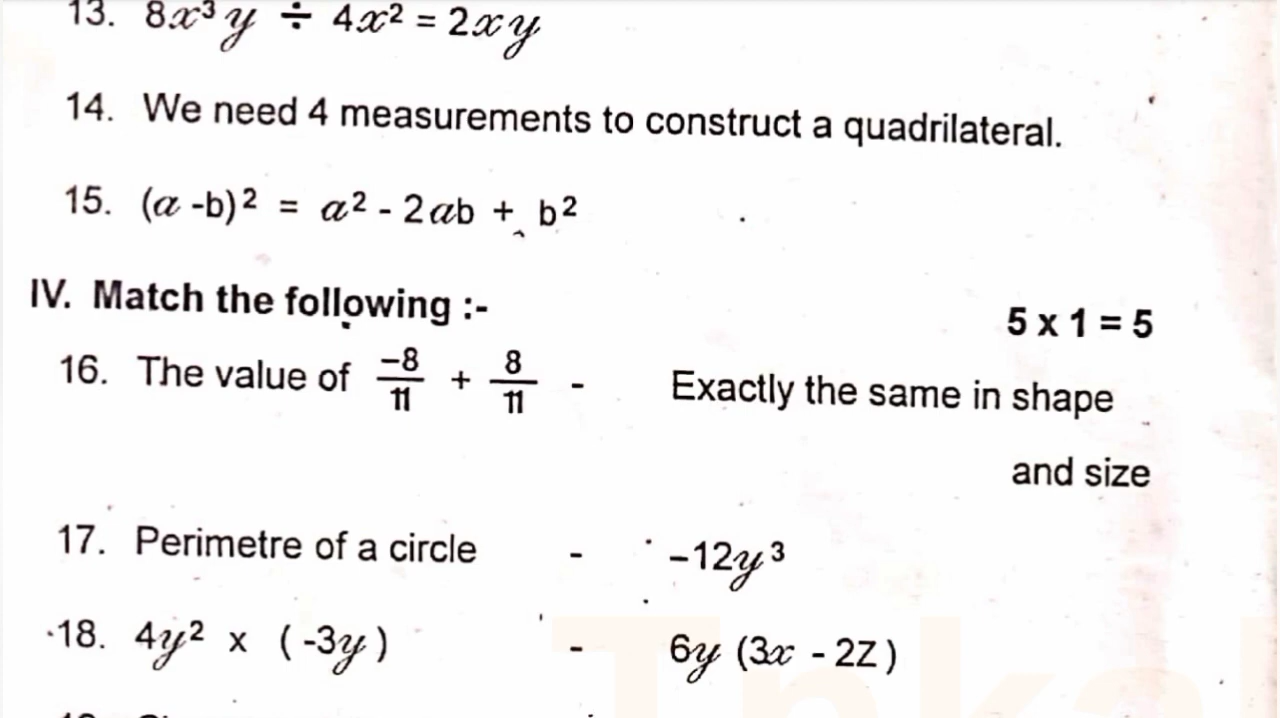 13. 8x³y ÷ 4x² = 2xy
14. We need 4 measurements to construct a quadrilateral.
15. (a -b)² = a² - 2ab + b²
IV. Match the following :-
5 x 1 = 5
16. The value of −8/11 + 8/11 - Exactly the same in shape
and size
17. Perimetre of a circle - −12y³
18. 4y² x (-3y) - 6y (3x - 2Z)